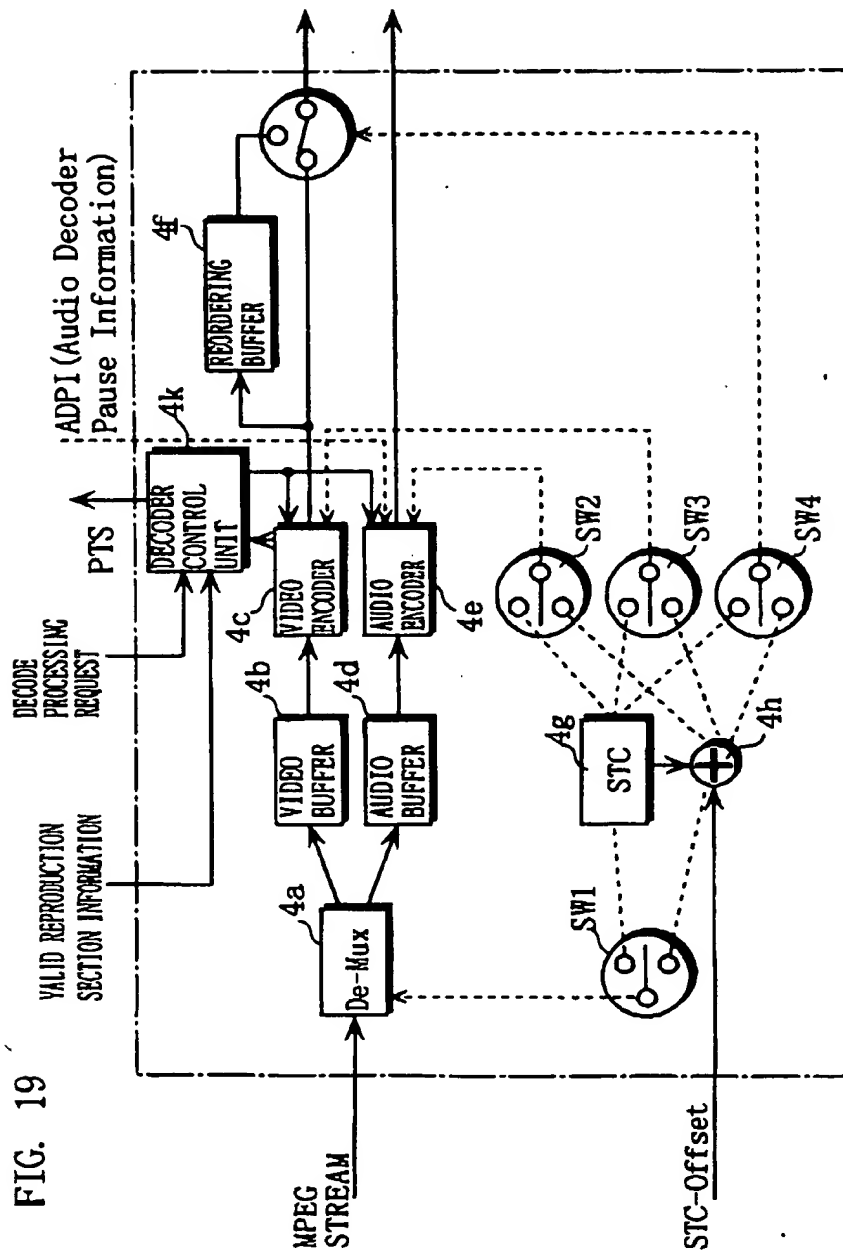 FIG. 19
VALID REPRODUCTION
SECTION INFORMATION
DECODE
PROCESSING
REQUEST
PTS
ADPI(Audio Decoder
Pause Information)
4k
DECODER
CONTROL
UNIT
4f
REORDERING
BUFFER
MPEG
STREAM
4a
De-Mux
4b
VIDEO
BUFFER
4c
VIDEO
ENCODER
4d
AUDIO
BUFFER
AUDIO
ENCODER
4e
SW1
4g
STC
4h
SW2
SW3
SW4
STC-Offset